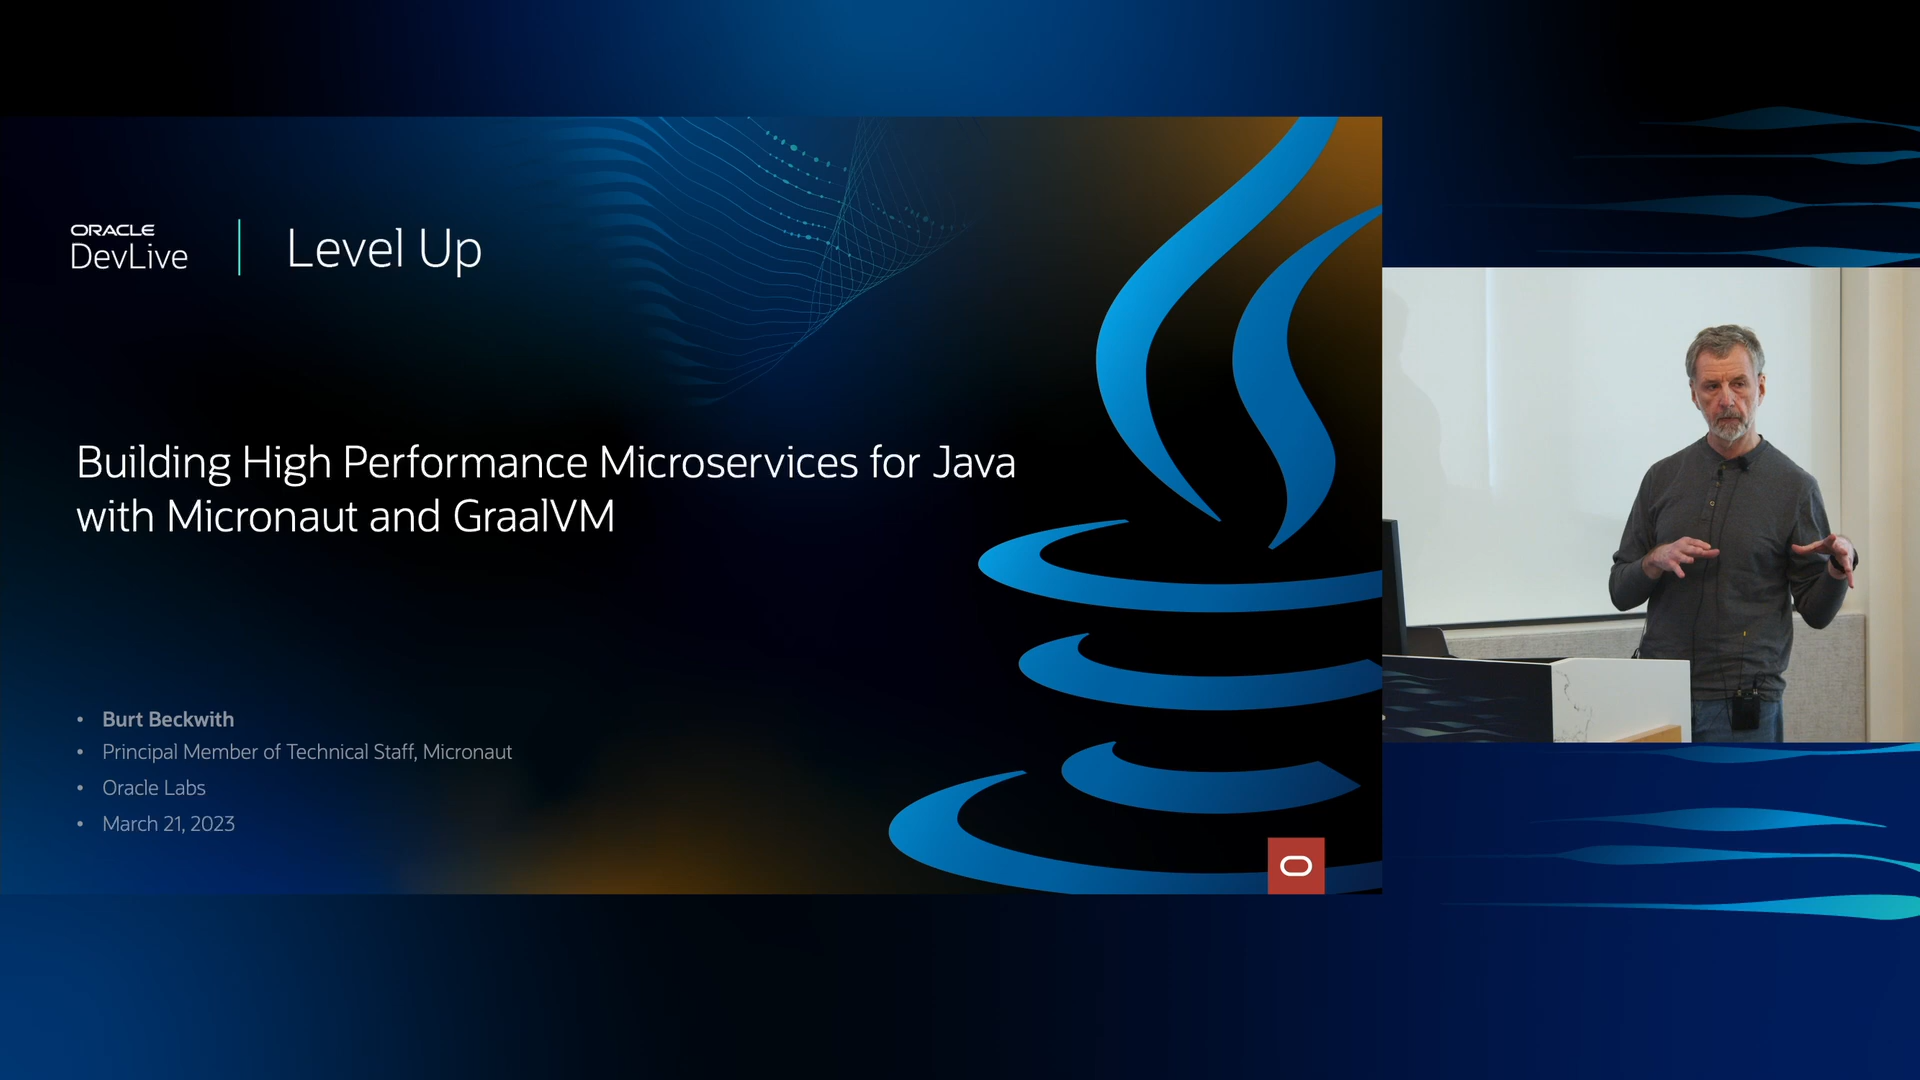 ORACLE
DevLive
Level Up
Building High Performance Microservices for Java
with Micronaut and GraalVM
• Burt Beckwith
• Principal Member of Technical Staff, Micronaut
• Oracle Labs
• March 21, 2023